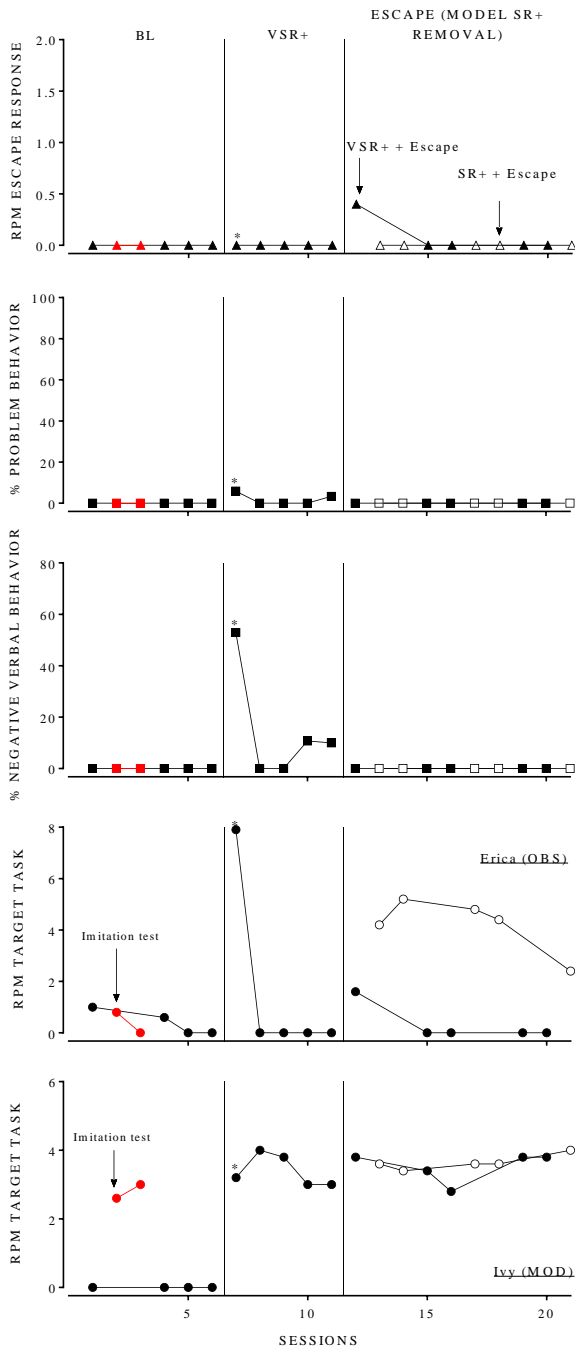 BL
VSR+
ESCAPE (MODEL SR+
REMOVAL)
RPM ESCAPE RESPONSE
2.0
1.5
1.0
0.5
0.0
VSR+ + Escape
SR+ + Escape
*
% PROBLEM BEHAVIOR
100
80
60
40
20
0
*
% NEGATIVE VERBAL BEHAVIOR
80
60
40
20
0
*
RPM TARGET TASK
8
6
4
2
0
*
Imitation test
Erica (OBS)
RPM TARGET TASK
6
4
2
0
Imitation test
*
Ivy (MOD)
5
10
15
20
SESSIONS